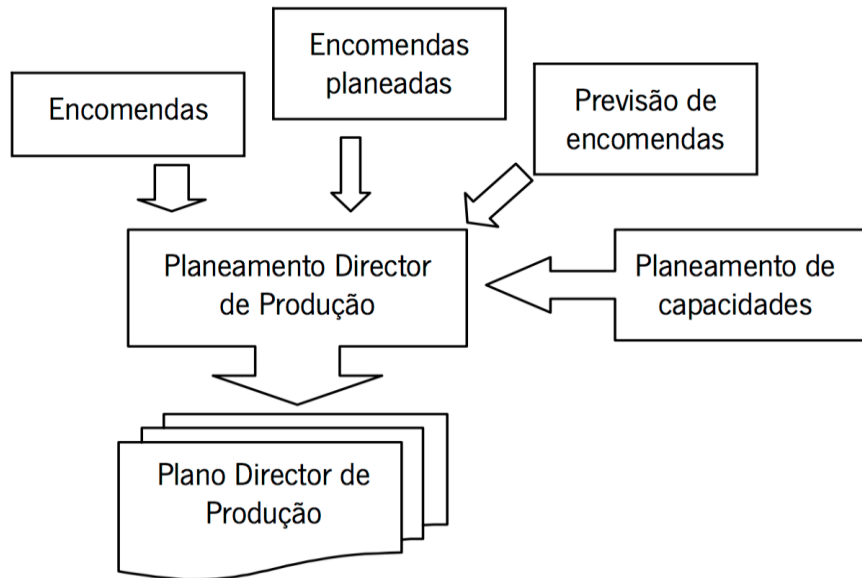 Encomendas
Encomendas
planeadas
Previsão de
encomendas
Planeamento Director
de Produção
Planeamento de
capacidades
Plano Director de
Produção